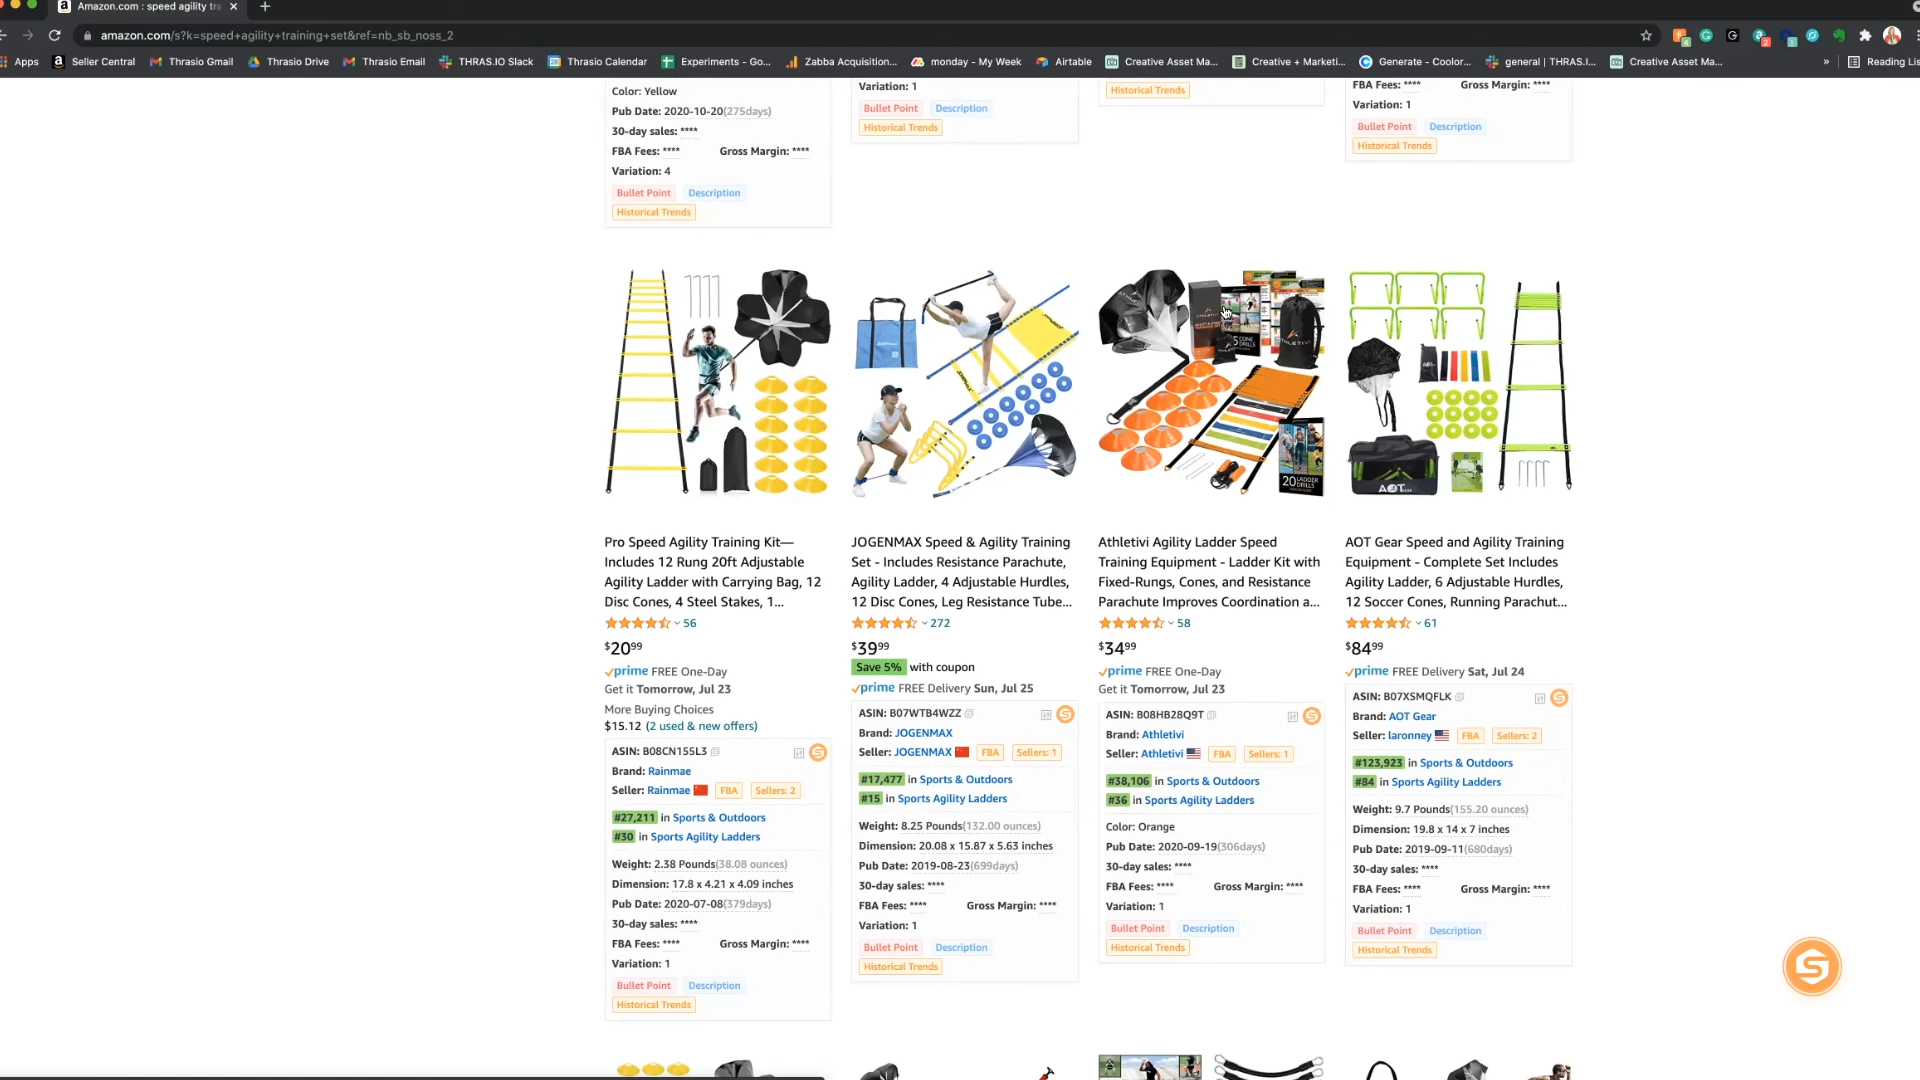 Amazon.com : speed agility tra
amazon.com/s?k=speed+agility+training+set&ref=nb_sb_noss_2
Apps
Seller Central
Thrasio Gmail
Thrasio Drive
Thrasio Email
THRAS.IO Slack
Thrasio Calendar
Experiments - Go...
Zabba Acquisition...
monday - My Week
Airtable
Creative Asset Ma...
Creative + Marketi...
Generate - Coolor...
general | THRAS.I...
Creative Asset Ma...
Reading Lis
Color: Yellow
Pub Date: 2020-10-20(275days)
30-day sales: ****
FBA Fees: **** Gross Margin: ****
Variation: 4
Bullet Point Description
Historical Trends
Variation: 1
Bullet Point Description
Historical Trends
Historical Trends
FBA Fees: **** Gross Margin: ****
Variation: 1
Bullet Point Description
Historical Trends
Pro Speed Agility Training Kit—
Includes 12 Rung 20ft Adjustable
Agility Ladder with Carrying Bag, 12
Disc Cones, 4 Steel Stakes, 1...
56
$20.99
prime FREE One-Day
Get it Tomorrow, Jul 23
More Buying Choices
$15.12 (2 used & new offers)
ASIN: B08CN155L3
Brand: Rainmae
Seller: Rainmae FBA Sellers: 2
#27,211 in Sports & Outdoors
#30 in Sports Agility Ladders
Weight: 2.38 Pounds(38.08 ounces)
Dimension: 17.8 x 4.21 x 4.09 inches
Pub Date: 2020-07-08(379days)
30-day sales: ****
FBA Fees: **** Gross Margin: ****
Variation: 1
Bullet Point Description
Historical Trends
JOGENMAX Speed & Agility Training
Set - Includes Resistance Parachute,
Agility Ladder, 4 Adjustable Hurdles,
12 Disc Cones, Leg Resistance Tube...
272
$39.99
Save 5% with coupon
prime FREE Delivery Sun, Jul 25
ASIN: B07WTB4WZZ
Brand: JOGENMAX
Seller: JOGENMAX FBA Sellers: 1
#17,477 in Sports & Outdoors
#15 in Sports Agility Ladders
Weight: 8.25 Pounds(132.00 ounces)
Dimension: 20.08 x 15.87 x 5.63 inches
Pub Date: 2019-08-23(699days)
30-day sales: ****
FBA Fees: **** Gross Margin: ****
Variation: 1
Bullet Point Description
Historical Trends
ATHLETIVI
5 CONE
DRILLS
20 LADDER
DRILLS
Athletivi Agility Ladder Speed
Training Equipment - Ladder Kit with
Fixed-Rungs, Cones, and Resistance
Parachute Improves Coordination a...
58
$34.99
prime FREE One-Day
Get it Tomorrow, Jul 23
ASIN: B08HB28Q9T
Brand: Athletivi
Seller: Athletivi FBA Sellers: 1
#38,106 in Sports & Outdoors
#36 in Sports Agility Ladders
Color: Orange
Pub Date: 2020-09-19(306days)
30-day sales: ****
FBA Fees: **** Gross Margin: ****
Variation: 1
Bullet Point Description
Historical Trends
AOT
AOT Gear Speed and Agility Training
Equipment - Complete Set Includes
Agility Ladder, 6 Adjustable Hurdles,
12 Soccer Cones, Running Parachut...
61
$84.99
prime FREE Delivery Sat, Jul 24
ASIN: B07XSMQFLK
Brand: AOT Gear
Seller: laronney FBA Sellers: 2
#123,923 in Sports & Outdoors
#84 in Sports Agility Ladders
Weight: 9.7 Pounds(155.20 ounces)
Dimension: 19.8 x 14 x 7 inches
Pub Date: 2019-09-11(680days)
30-day sales: ****
FBA Fees: **** Gross Margin: ****
Variation: 1
Bullet Point Description
Historical Trends